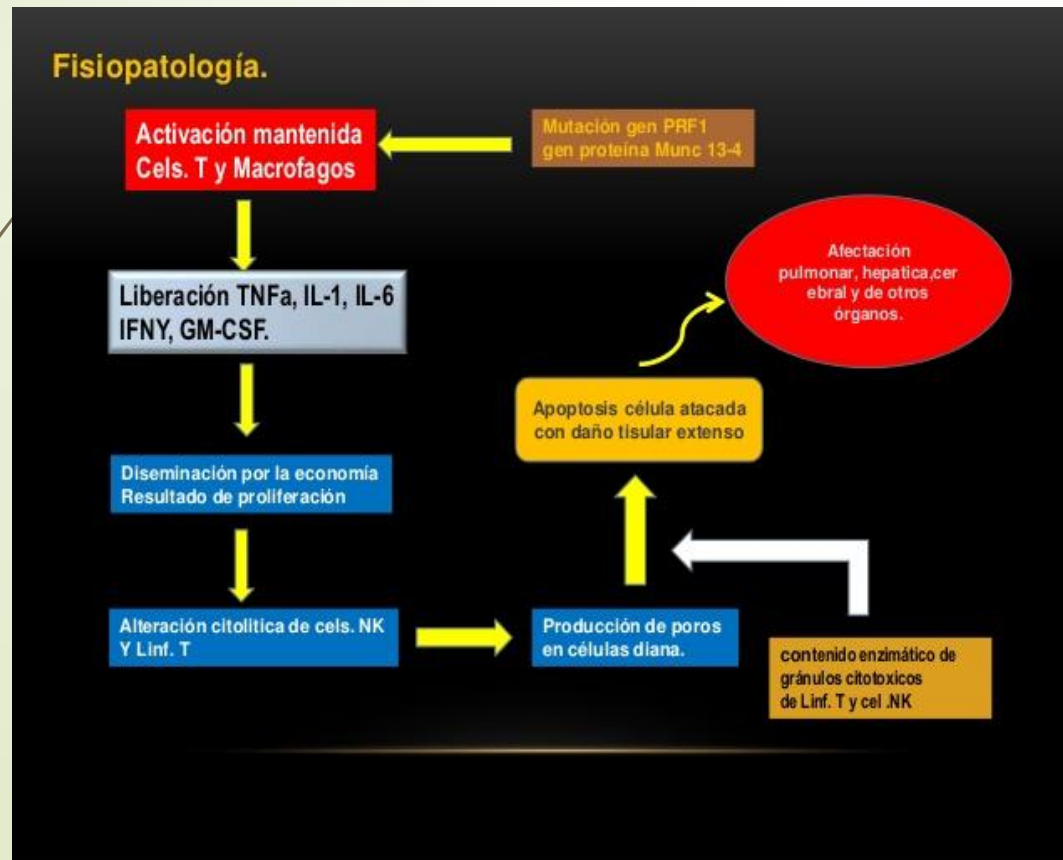 Fisiopatología.
Activación mantenida
Cels. T y Macrofagos
Mutación gen PRF1
gen proteína Munc 13-4
Liberación TNFa, IL-1, IL-6
IFNY, GM-CSF.
Afectación
pulmonar, hepatica,cer
ebral y de otros
órganos.
Apoptosis célula atacada
con daño tisular extenso
Diseminación por la economía
Resultado de proliferación
Alteración citolitica de cels. NK
Y Linf. T
Producción de poros
en células diana.
contenido enzimático de
gránulos citotoxicos
de Linf. T y cel .NK